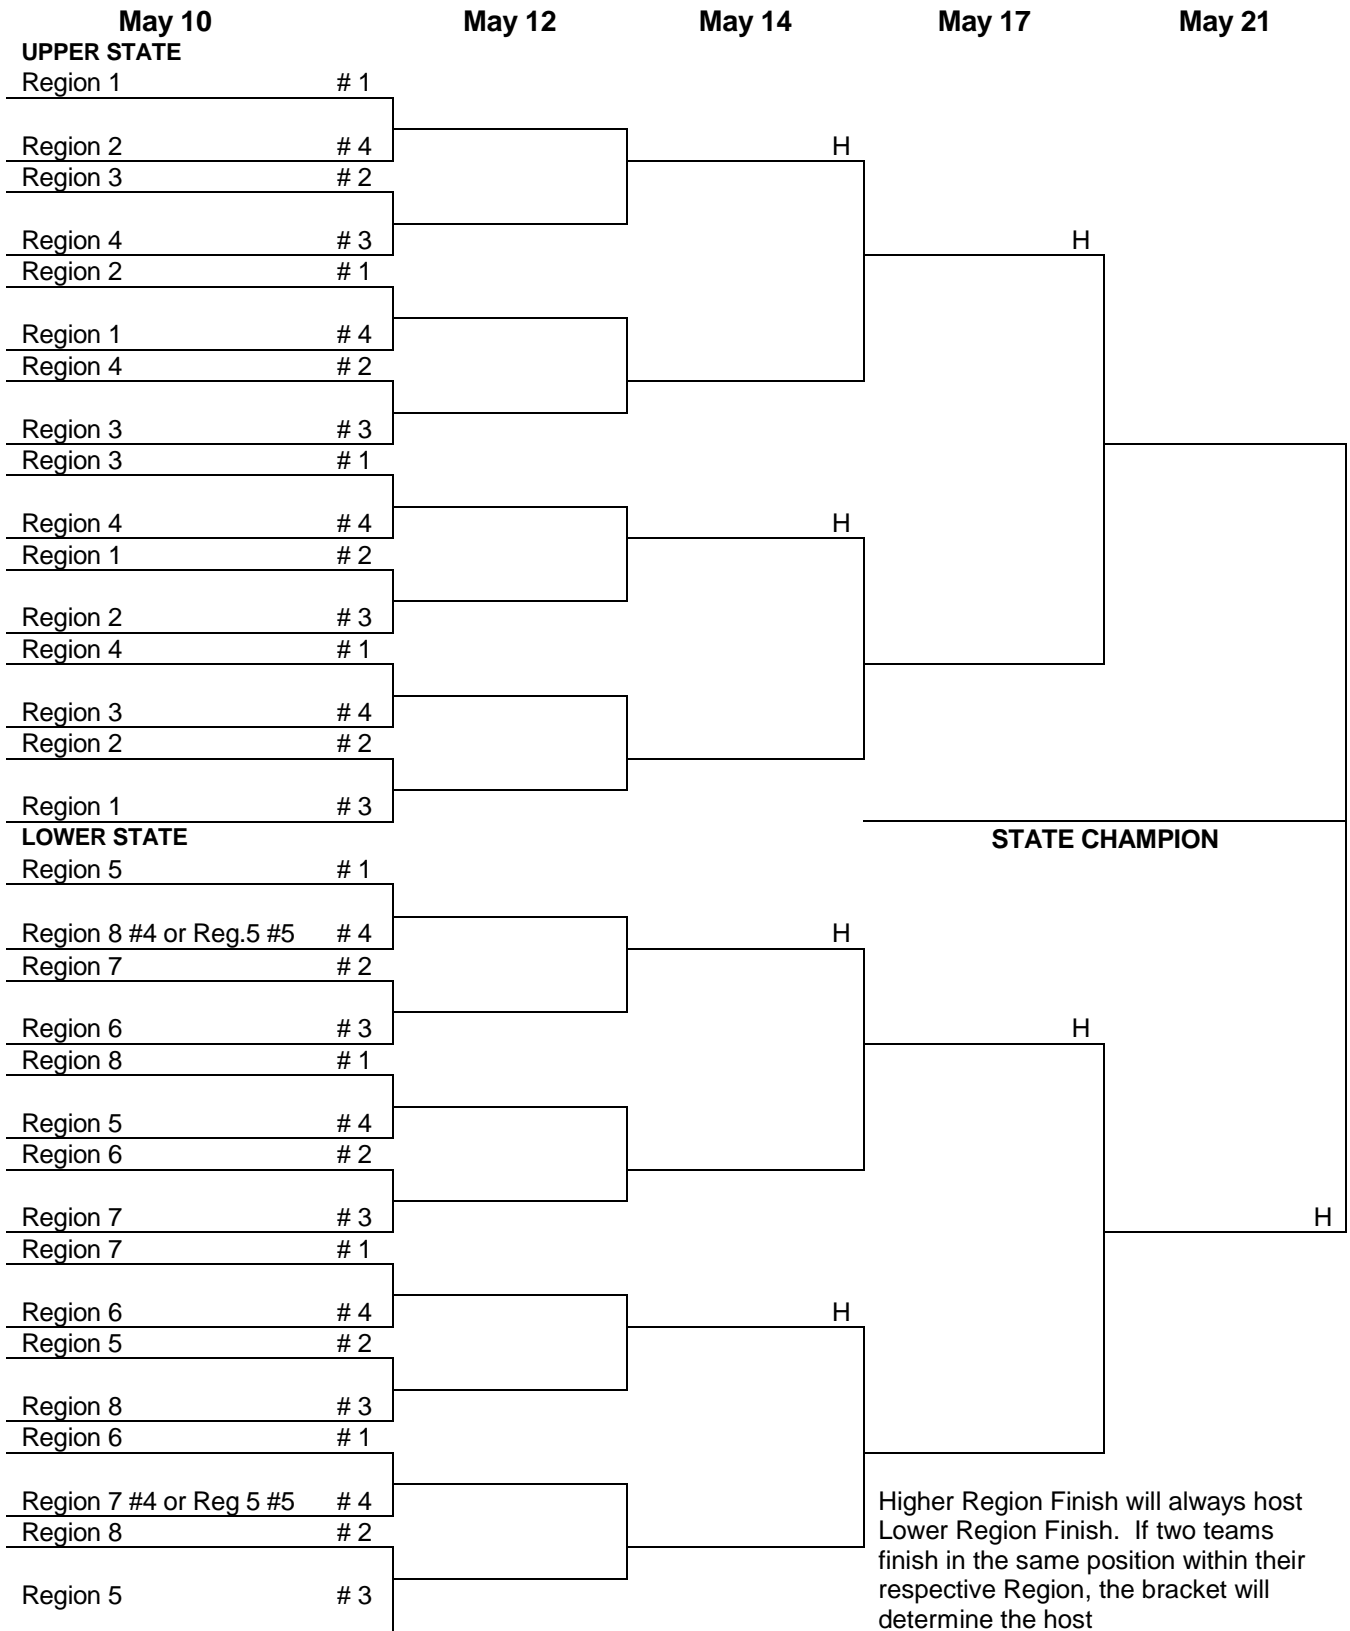 May 10 May 12 May 14 May 17 May 21
UPPER STATE
Region 1 # 1
Region 2 # 4 H
Region 3 # 2
Region 4 # 3 H
Region 2 # 1
Region 1 # 4
Region 4 # 2
Region 3 # 3
Region 3 # 1
Region 4 # 4 H
Region 1 # 2
Region 2 # 3
Region 4 # 1
Region 3 # 4
Region 2 # 2
Region 1 # 3
LOWER STATE STATE CHAMPION
Region 5 # 1
Region 8 #4 or Reg.5 #5 # 4 H
Region 7 # 2
Region 6 # 3 H
Region 8 # 1
Region 5 # 4
Region 6 # 2
Region 7 # 3 H
Region 7 # 1
Region 6 # 4 H
Region 5 # 2
Region 8 # 3
Region 6 # 1
Region 7 #4 or Reg 5 #5 # 4
Region 8 # 2
Region 5 # 3
Higher Region Finish will always host
Lower Region Finish. If two teams
finish in the same position within their
respective Region, the bracket will
determine the host